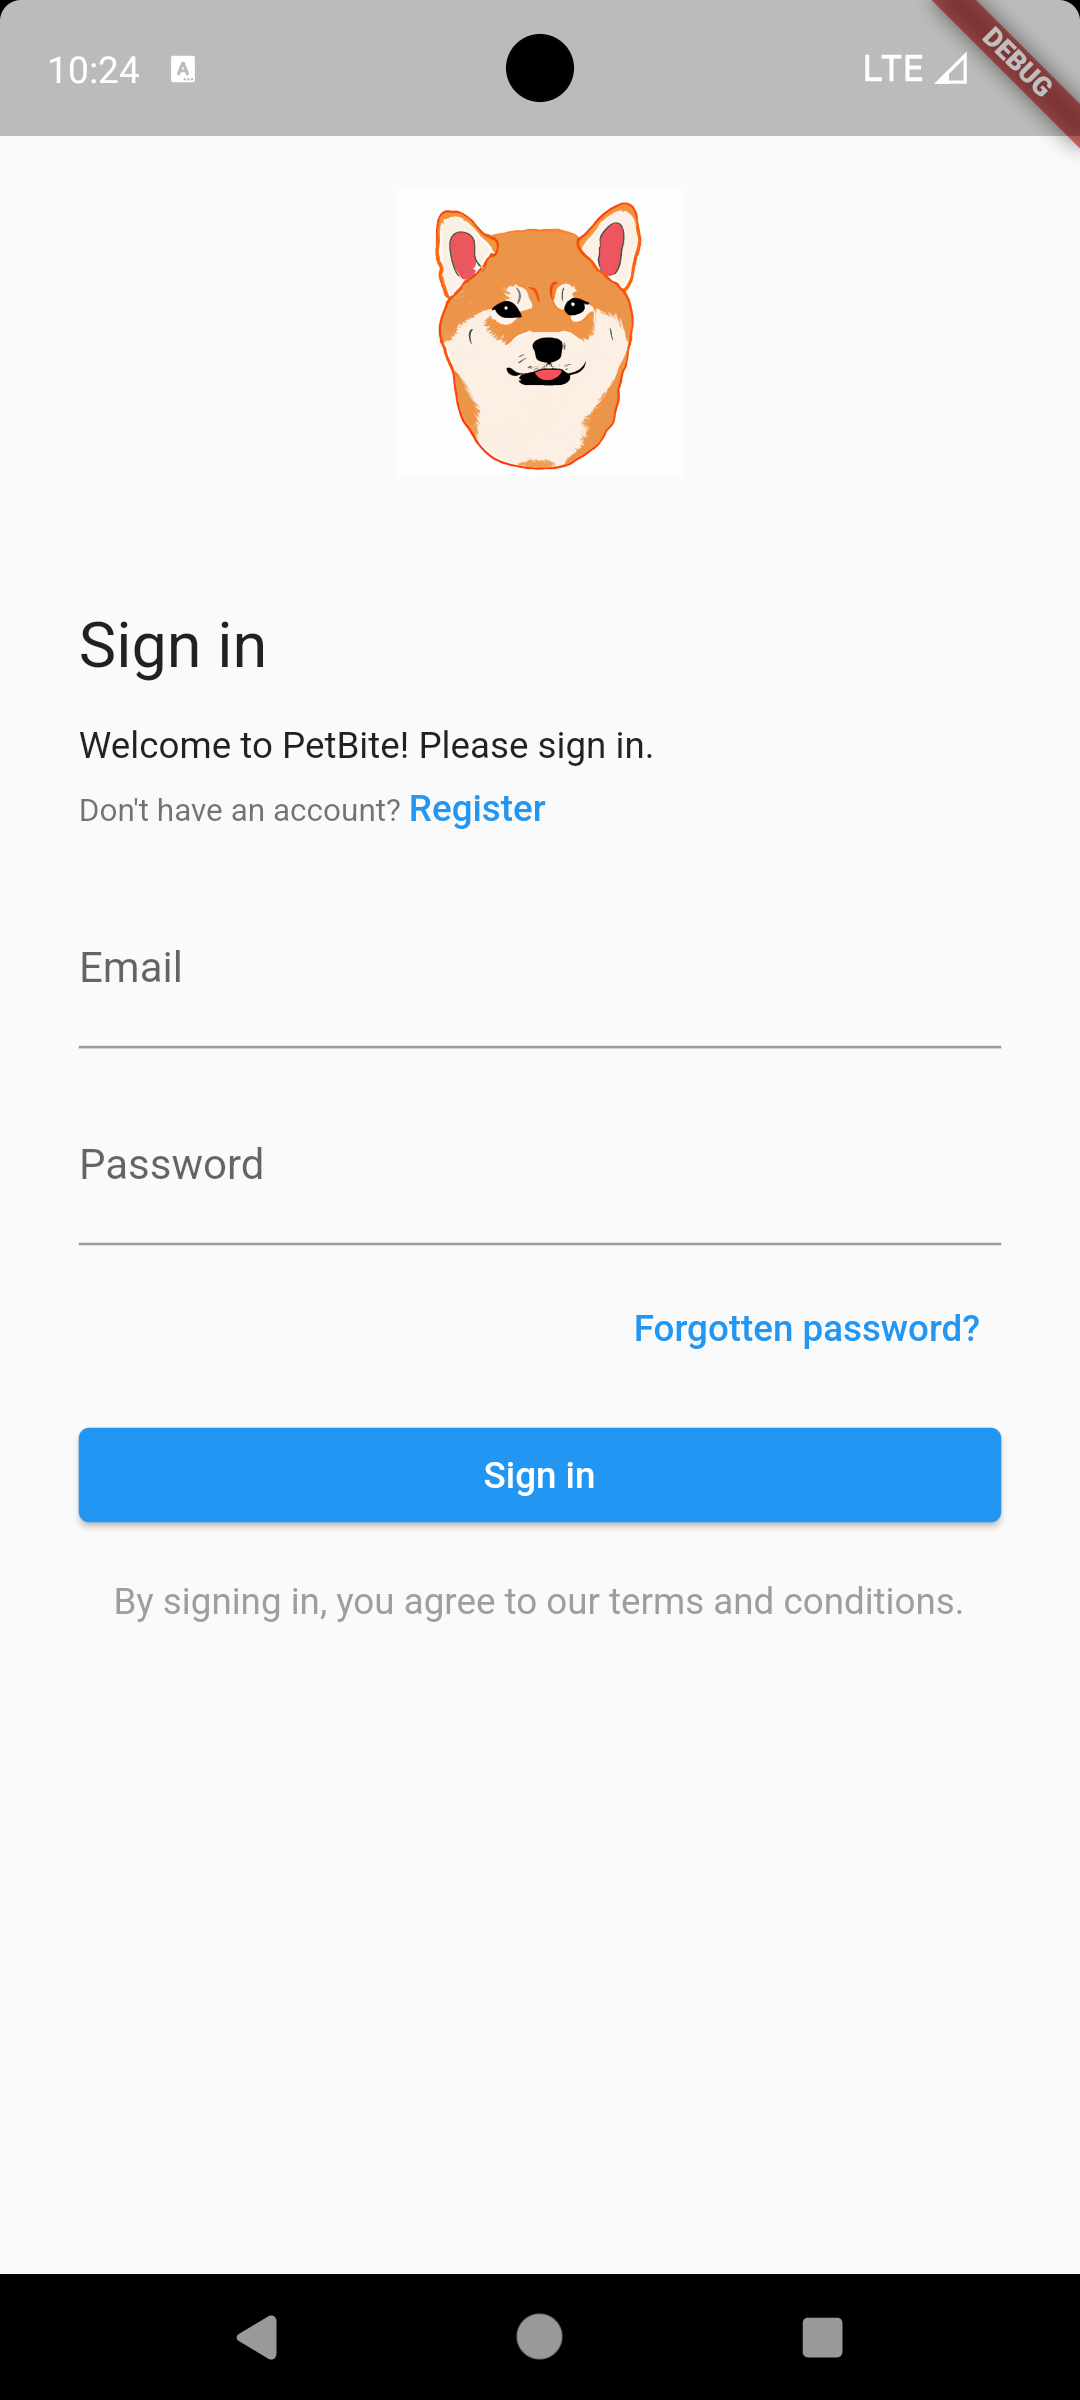 10:24
A
LTE
DEBUG
Sign in
Welcome to PetBite! Please sign in.
Don't have an account? Register
Email
Password
Forgotten password?
Sign in
By signing in, you agree to our terms and conditions.